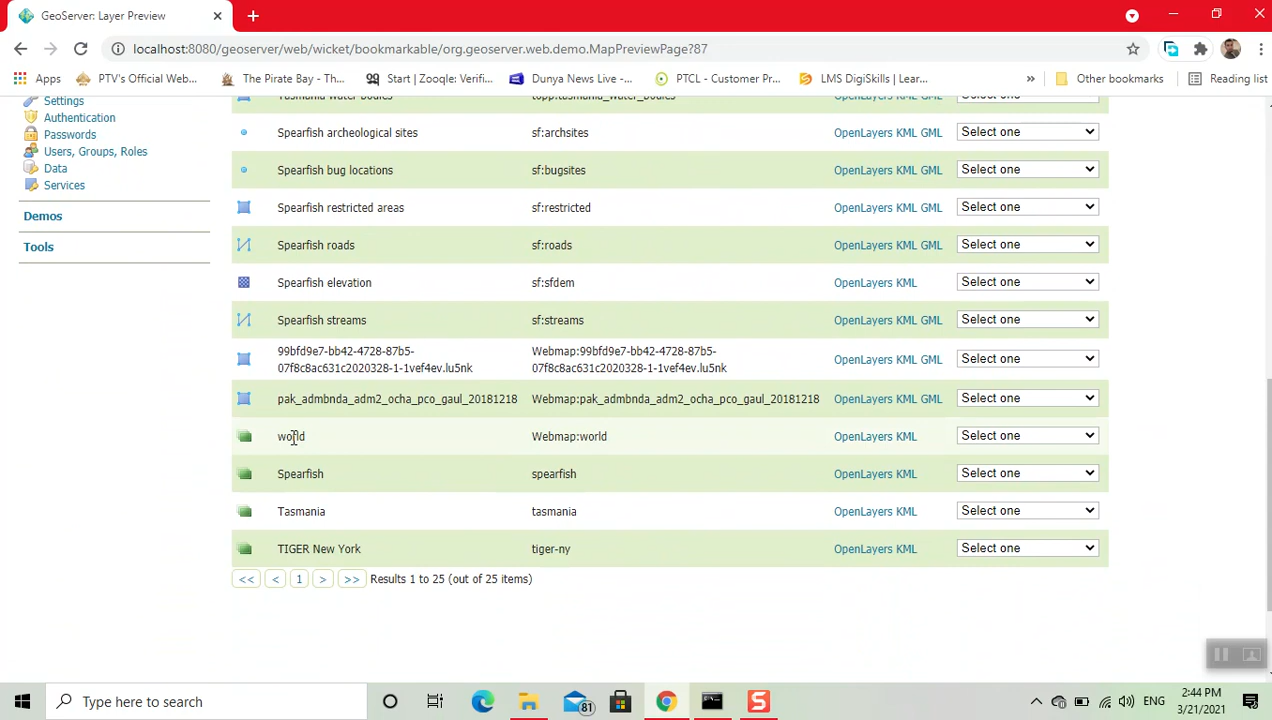 GeoServer: Layer Preview
localhost:8080/geoserver/web/wicket/bookmarkable/org.geoserver.web.demo.MapPreviewPage?87
Apps PTV's Official Web... The Pirate Bay - Th... Start | Zooqle: Verifi... Dunya News Live -... PTCL - Customer Pr... LMS DigiSkills | Lear... » Other bookmarks Reading list
Settings
Authentication
Passwords
Users, Groups, Roles
Data
Services
Demos
Tools
Tasmania water bodies topp:tasmania_water_bodies
Spearfish archeological sites sf:archsites OpenLayers KML GML Select one
Spearfish bug locations sf:bugsites OpenLayers KML GML Select one
Spearfish restricted areas sf:restricted OpenLayers KML GML Select one
Spearfish roads sf:roads OpenLayers KML GML Select one
Spearfish elevation sf:sfdem OpenLayers KML Select one
Spearfish streams sf:streams OpenLayers KML GML Select one
99bfd9e7-bb42-4728-87b5- Webmap:99bfd9e7-bb42-4728-87b5-
07f8c8ac631c2020328-1-1vef4ev.lu5nk 07f8c8ac631c2020328-1-1vef4ev.lu5nk OpenLayers KML GML Select one
pak_admbnda_adm2_ocha_pco_gaul_20181218 Webmap:pak_admbnda_adm2_ocha_pco_gaul_20181218 OpenLayers KML GML Select one
world Webmap:world OpenLayers KML Select one
Spearfish spearfish OpenLayers KML Select one
Tasmania tasmania OpenLayers KML Select one
TIGER New York tiger-ny OpenLayers KML Select one
<< < 1 > >> Results 1 to 25 (out of 25 items)
Type here to search 81 ENG 2:44 PM
3/21/2021